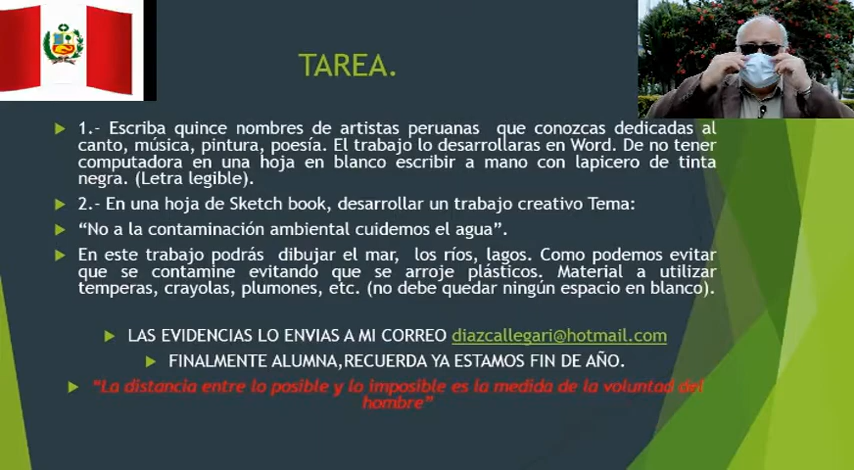 TAREA.
1.- Escriba quince nombres de artistas peruanas que conozcas dedicadas al
canto, música, pintura, poesía. El trabajo lo desarrollaras en Word. De no tener
computadora en una hoja en blanco escribir a mano con lapicero de tinta
negra. (Letra legible).
2.- En una hoja de Sketch book, desarrollar un trabajo creativo Tema:
“No a la contaminación ambiental cuidemos el agua”.
En este trabajo podrás dibujar el mar, los ríos, lagos. Como podemos evitar
que se contamine evitando que se arroje plásticos. Material a utilizar
temperas, crayolas, plumones, etc. (no debe quedar ningún espacio en blanco).
LAS EVIDENCIAS LO ENVIAS A MI CORREO diazcallegari@hotmail.com
FINALMENTE ALUMNA,RECUERDA YA ESTAMOS FIN DE AÑO.
“La distancia entre lo posible y lo imposible es la medida de la voluntad del
hombre”